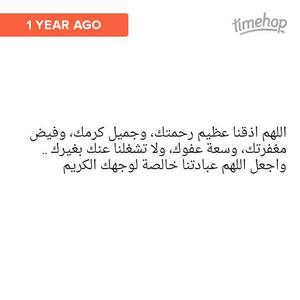 1 YEAR AGO
timehop
اللهم اذقنا عظيم رحمتك، وجميل كرمك، وفيض
مغفرتك، وسعة عفوك، ولا تشغلنا عنك بغيرك ..
واجعل اللهم عبادتنا خالصة لوجهك الكريم